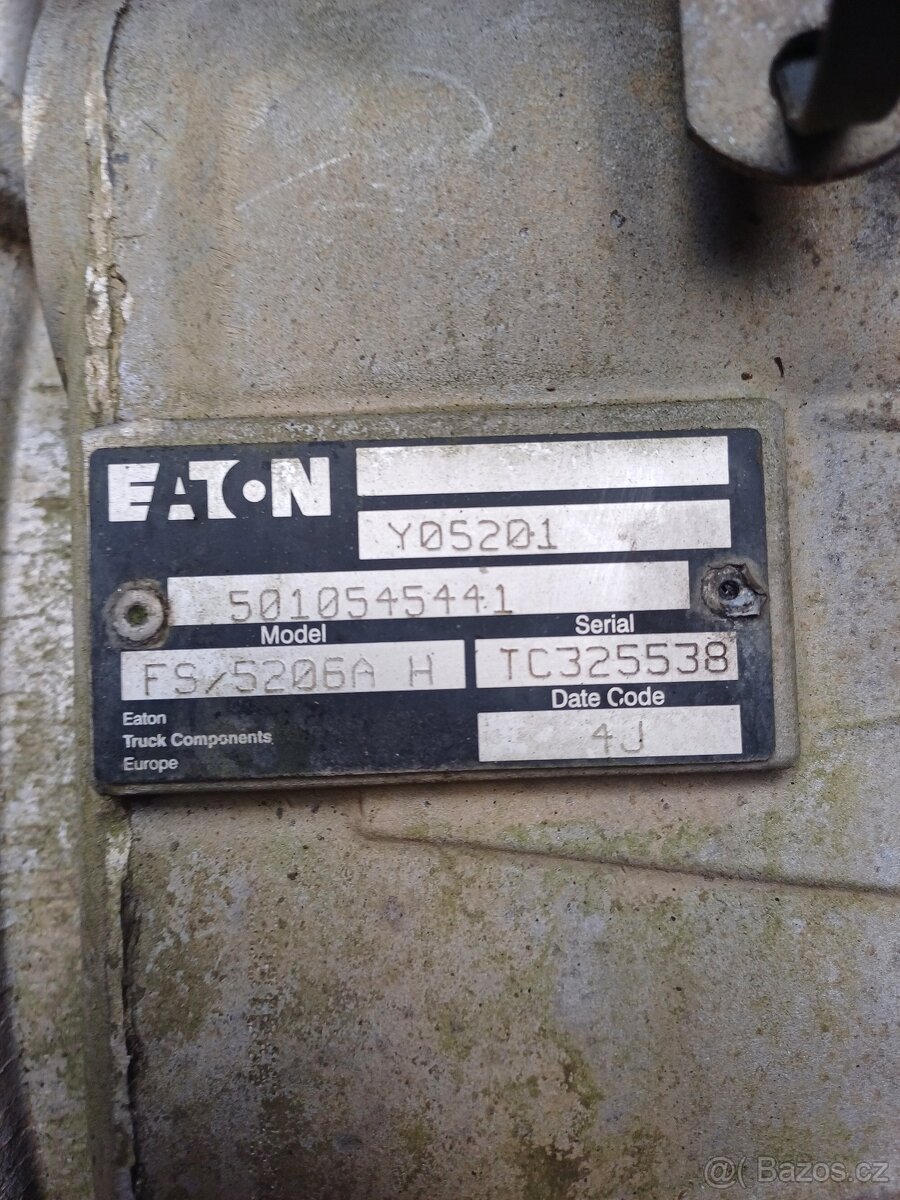 EATON
Y05201
5010545441
Model Serial
FS/5206A H TC325538
Date Code
4J
Eaton
Truck Components
Europe
@( Bazos.cz